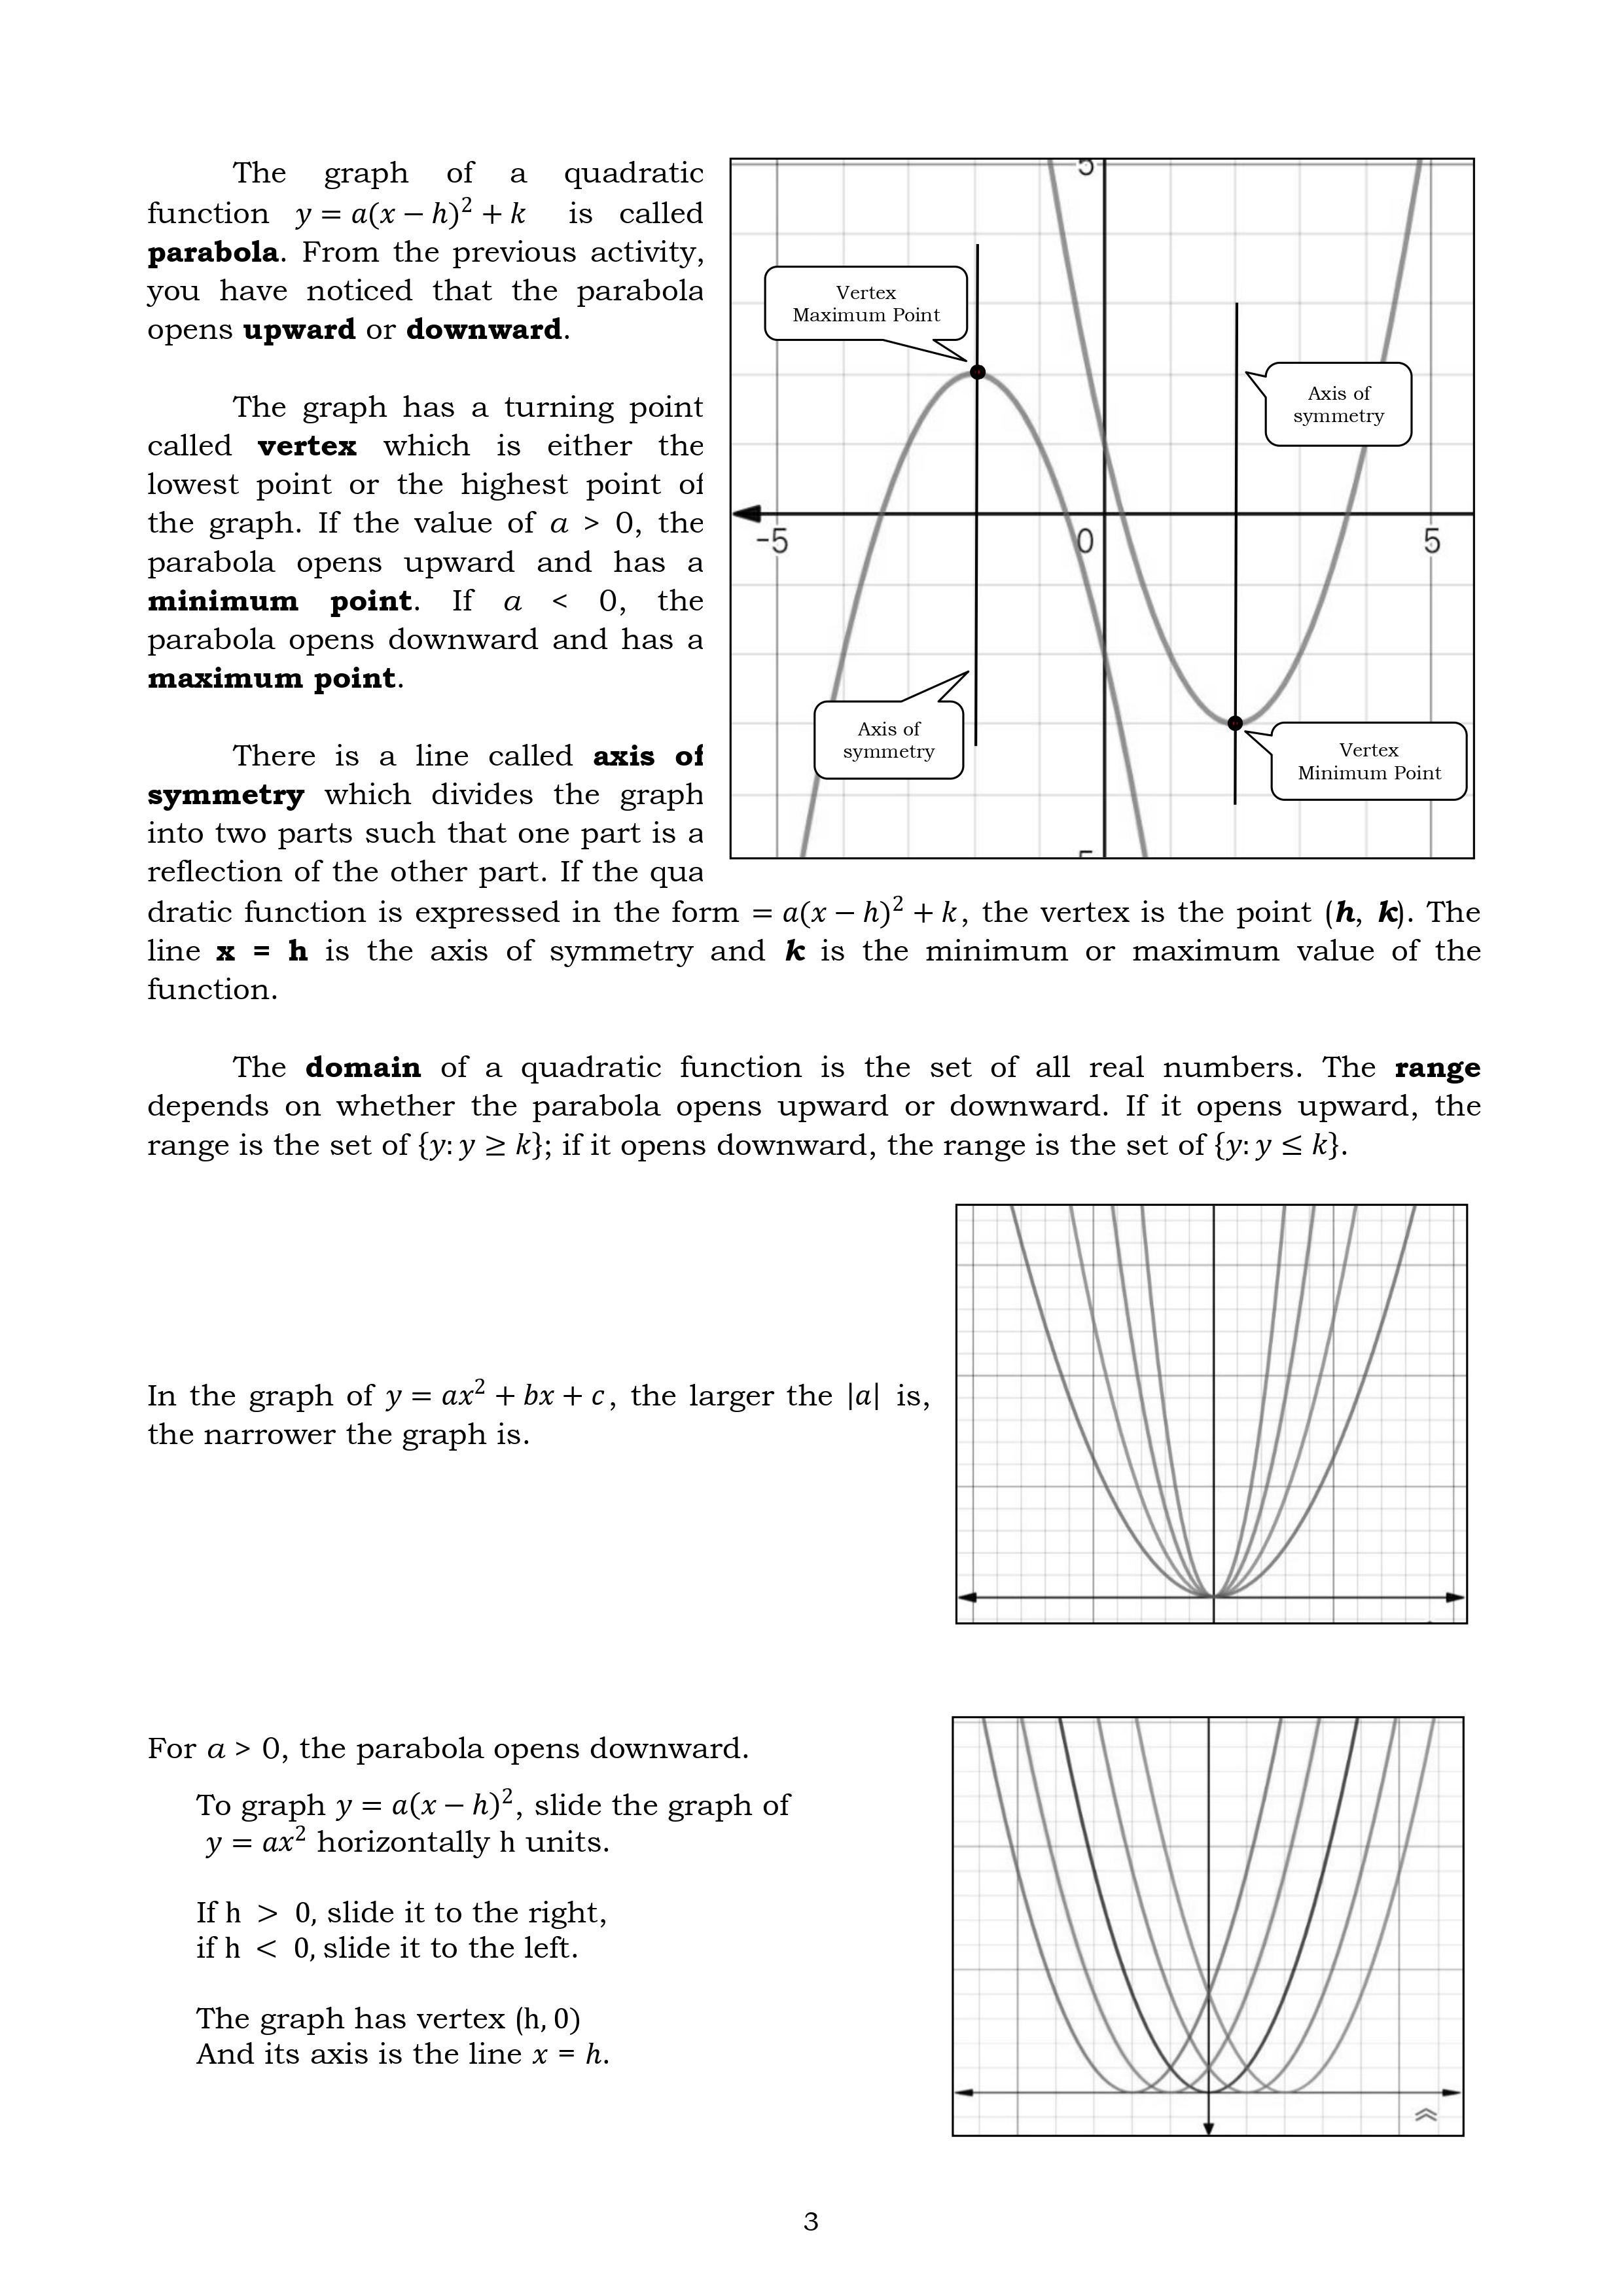 The graph of a quadratic
function y = a(x − h)² + k is called
parabola. From the previous activity,
you have noticed that the parabola
opens upward or downward.
The graph has a turning point
called vertex which is either the
lowest point or the highest point of
the graph. If the value of a > 0, the
parabola opens upward and has a
minimum point. If a < 0, the
parabola opens downward and has a
maximum point.
There is a line called axis of
symmetry which divides the graph
into two parts such that one part is a
reflection of the other part. If the qua
dratic function is expressed in the form = a(x − h)² + k, the vertex is the point (h, k). The
line x = h is the axis of symmetry and k is the minimum or maximum value of the
function.
5
Vertex
Maximum Point
Axis of
symmetry
-5
0
5
Axis of
symmetry
Vertex
Minimum Point
The domain of a quadratic function is the set of all real numbers. The range
depends on whether the parabola opens upward or downward. If it opens upward, the
range is the set of {y: y ≥ k}; if it opens downward, the range is the set of {y: y ≤ k}.
In the graph of y = ax² + bx + c, the larger the |a| is,
the narrower the graph is.
For a > 0, the parabola opens downward.
To graph y = a(x − h)², slide the graph of
y = ax² horizontally h units.
If h > 0, slide it to the right,
if h < 0, slide it to the left.
The graph has vertex (h, 0)
And its axis is the line x = h.
3